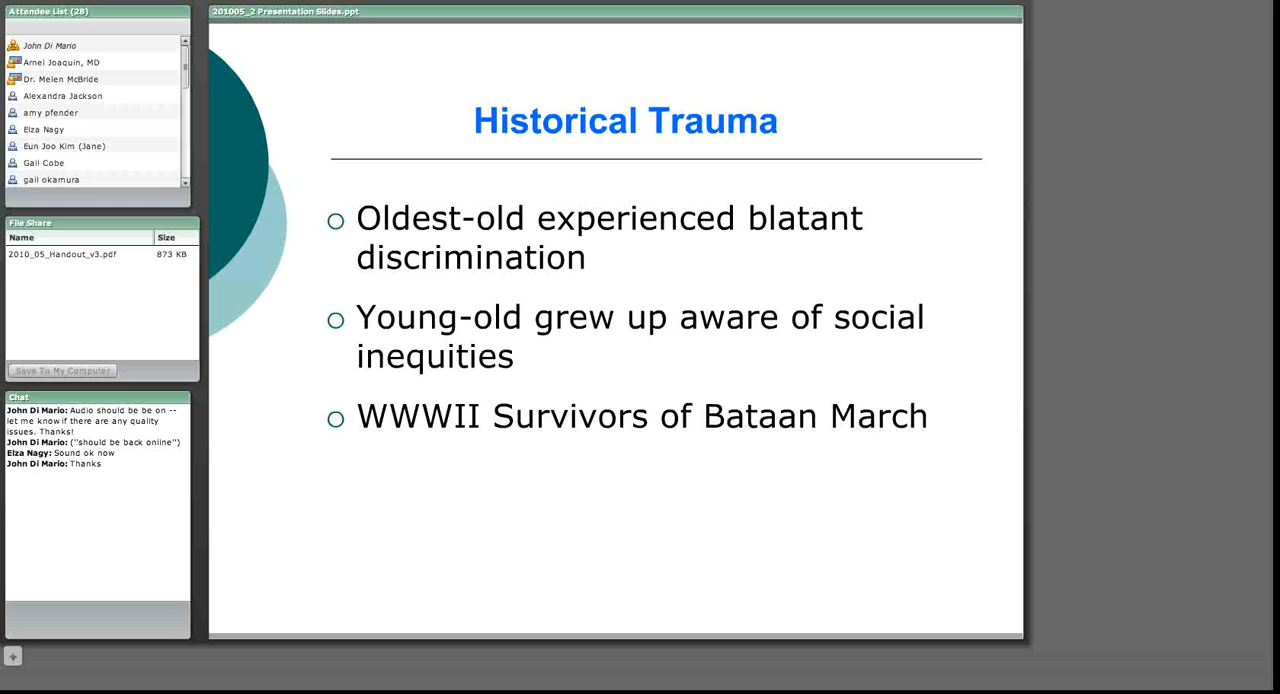 Attendee List (28)
John Di Mario
Arnel Joaquin, MD
Dr. Melen McBride
Alexandra Jackson
amy pfender
Elza Nagy
Eun Joo Kim (Jane)
Gail Cobe
gail okamura
File Share
Name Size
2010_05_Handout_v3.pdf 873 KB
Save To My Computer
Chat
John Di Mario: Audio should be be on --
let me know if there are any quality
issues. Thanks!
John Di Mario: ("should be back online")
Elza Nagy: Sound ok now
John Di Mario: Thanks
201005_2 Presentation Slides.ppt
Historical Trauma
Oldest-old experienced blatant
discrimination
Young-old grew up aware of social
inequities
WWWII Survivors of Bataan March